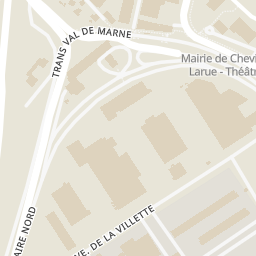 TRANS VAL DE MARNE
Mairie de Chevi
Larue - Théât
AIRE NORD
VE. DE LA VILLETTE